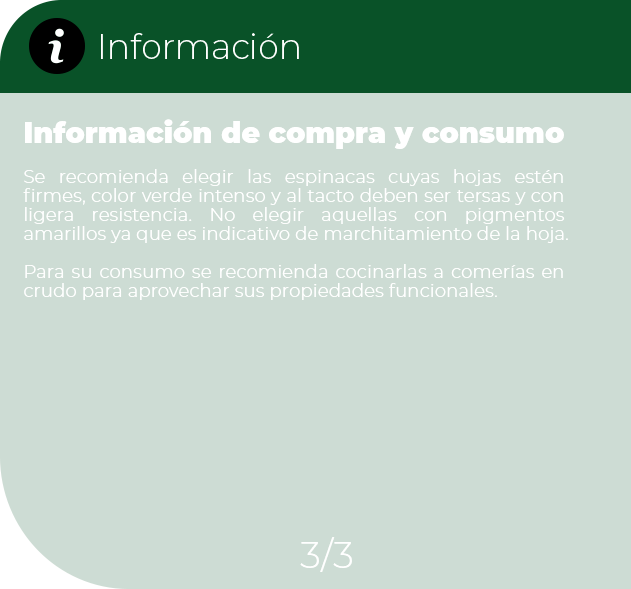 i Información
Información de compra y consumo
Se recomienda elegir las espinacas cuyas hojas estén
firmes, color verde intenso y al tacto deben ser tersas y con
ligera resistencia. No elegir aquellas con pigmentos
amarillos ya que es indicativo de marchitamiento de la hoja.
Para su consumo se recomienda cocinarlas a comerías en
crudo para aprovechar sus propiedades funcionales.
3/3